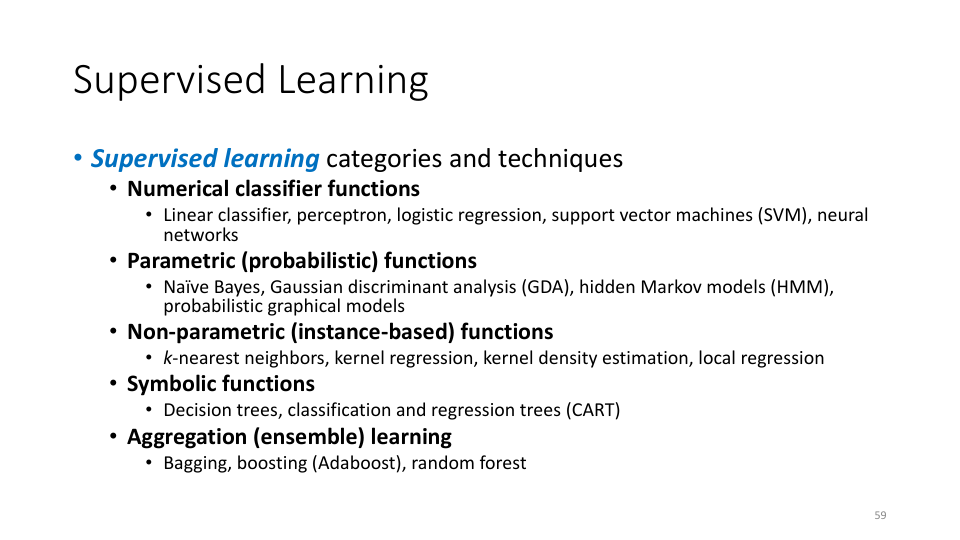 Supervised Learning
• Supervised learning categories and techniques
• Numerical classifier functions
• Linear classifier, perceptron, logistic regression, support vector machines (SVM), neural
networks
• Parametric (probabilistic) functions
• Naïve Bayes, Gaussian discriminant analysis (GDA), hidden Markov models (HMM),
probabilistic graphical models
• Non-parametric (instance-based) functions
• k-nearest neighbors, kernel regression, kernel density estimation, local regression
• Symbolic functions
• Decision trees, classification and regression trees (CART)
• Aggregation (ensemble) learning
• Bagging, boosting (Adaboost), random forest
59